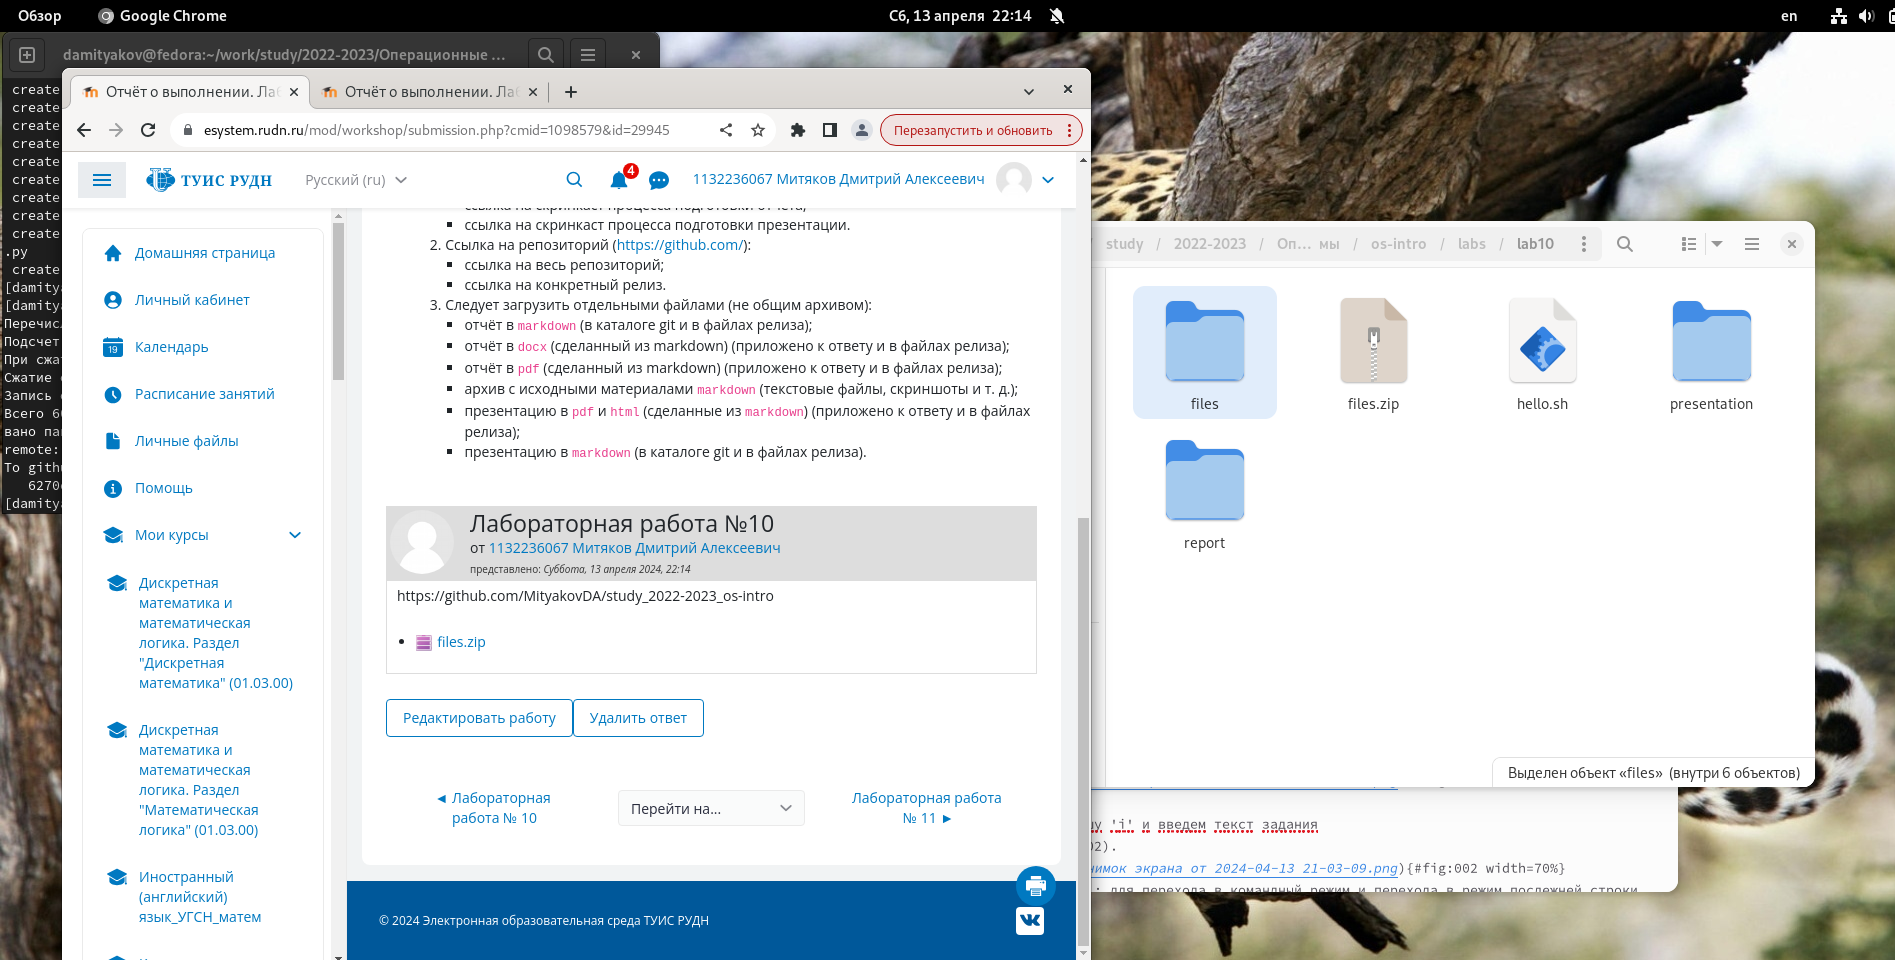 Обзор
Google Chrome
Сб, 13 апреля 22:14
en
damityakov@fedora:~/work/study/2022-2023/Операционные ...
create
create
create
create
create
create
create
create
create
.py
create
[damity
[damity
Перечис
Подсчет
При сжа
Сжатие
Запись
Всего 6
вано па
remote:
To gith
6270
[damity
Отчёт о выполнении. Ла
Отчёт о выполнении. Ла
esystem.rudn.ru/mod/workshop/submission.php?cmid=1098579&id=29945
Перезапустить и обновить
ТУИС РУДН
Русский (ru)
4
1132236067 Митяков Дмитрий Алексеевич
Домашняя страница
Личный кабинет
19
Календарь
Расписание занятий
Личные файлы
Помощь
Мои курсы
Дискретная
математика и
математическая
логика. Раздел
"Дискретная
математика" (01.03.00)
Дискретная
математика и
математическая
логика. Раздел
"Математическая
логика" (01.03.00)
Иностранный
(английский)
язык_УГСН_матем
ссылка на скринкаст процесса подготовки отчёта;
ссылка на скринкаст процесса подготовки презентации.
2. Ссылка на репозиторий (https://github.com/):
ссылка на весь репозиторий;
ссылка на конкретный релиз.
3. Следует загрузить отдельными файлами (не общим архивом):
отчёт в markdown (в каталоге git и в файлах релиза);
отчёт в docx (сделанный из markdown) (приложено к ответу и в файлах релиза);
отчёт в pdf (сделанный из markdown) (приложено к ответу и в файлах релиза);
архив с исходными материалами markdown (текстовые файлы, скриншоты и т. д.);
презентацию в pdf и html (сделанные из markdown) (приложено к ответу и в файлах
релиза);
презентацию в markdown (в каталоге git и в файлах релиза).
Лабораторная работа №10
от 1132236067 Митяков Дмитрий Алексеевич
представлено: Суббота, 13 апреля 2024, 22:14
https://github.com/MityakovDA/study_2022-2023_os-intro
files.zip
Редактировать работу
Удалить ответ
◄ Лабораторная
работа № 10
Перейти на...
Лабораторная работа
№ 11 ►
© 2024 Электронная образовательная среда ТУИС РУДН
/ study / 2022-2023 / Оп... мы / os-intro / labs / lab10
files
files.zip
hello.sh
presentation
report
Выделен объект «files» (внутри 6 объектов)
'i' и введем текст задания
02).
нимок экрана от 2024-04-13 21-03-09.png){#fig:002 width=70%}
: для перехода в командный режим и перехода в режим последней строки